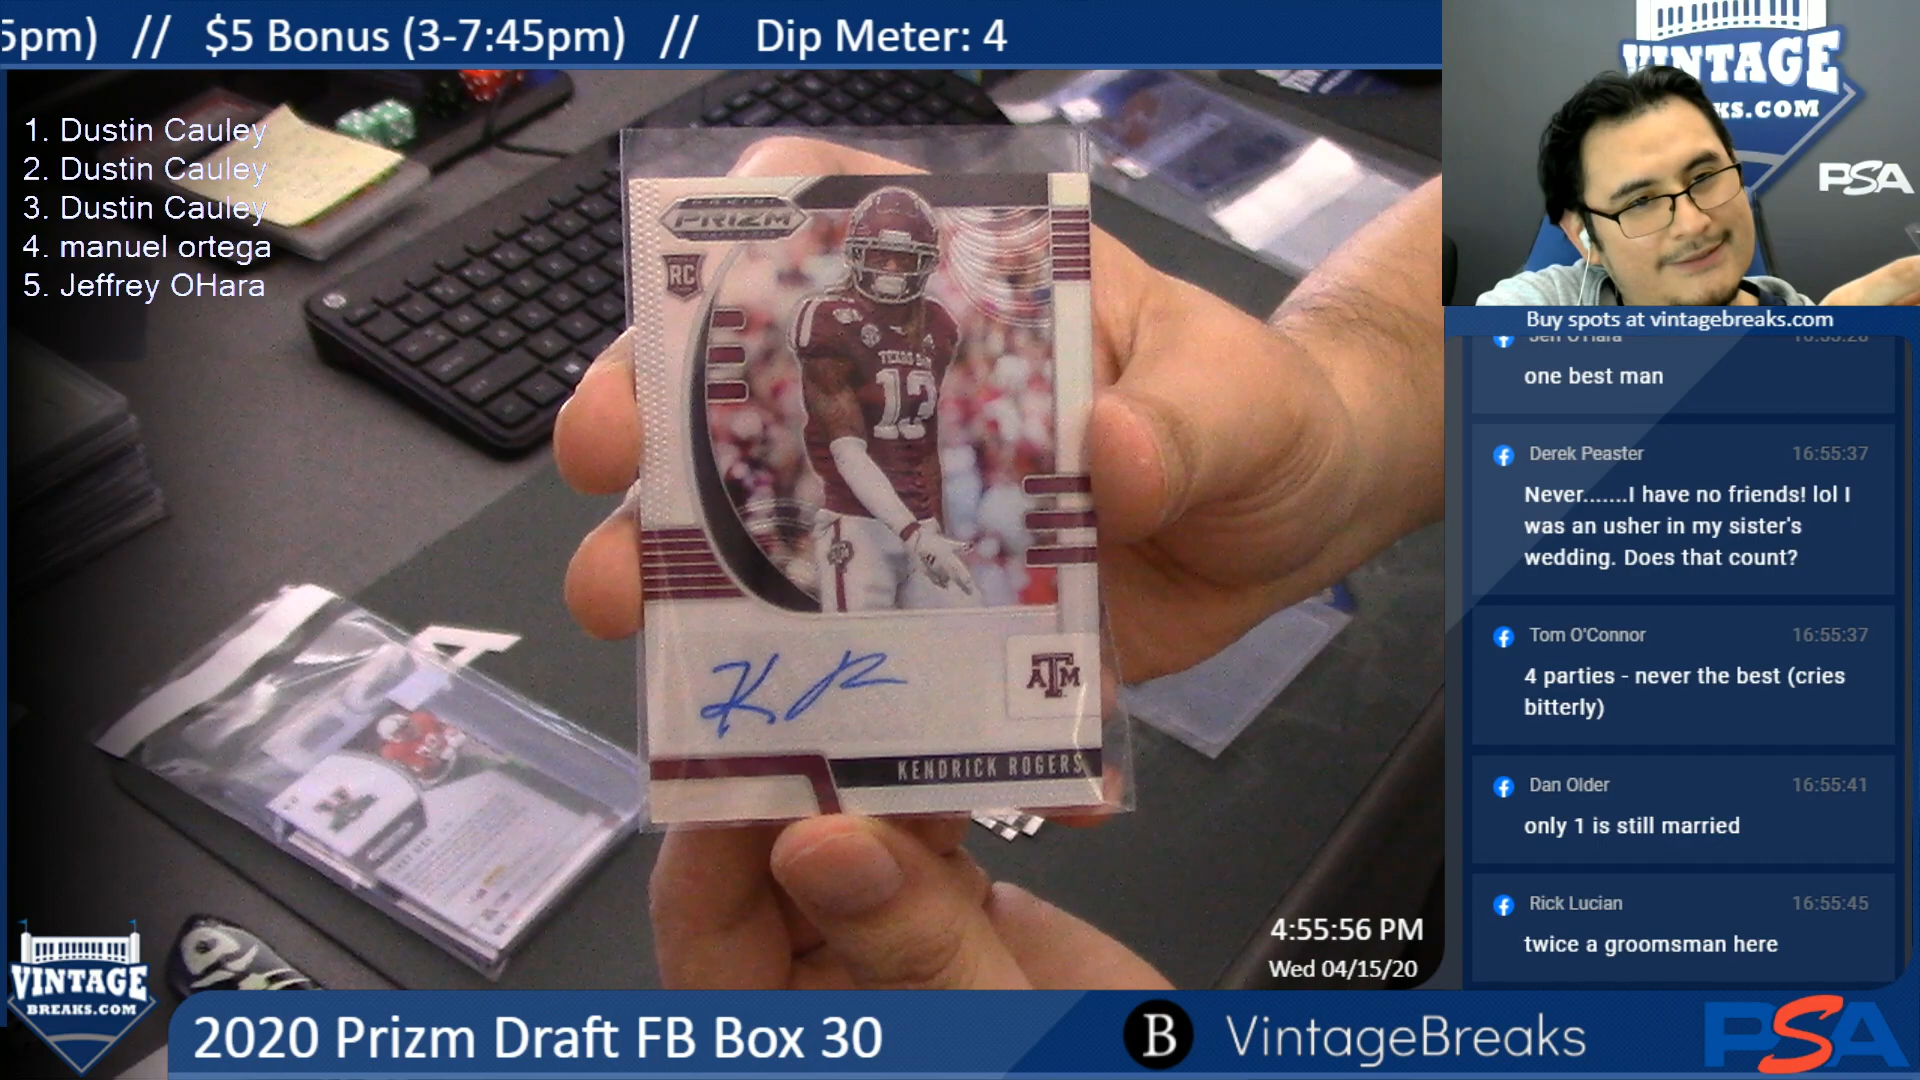 5pm) // $5 Bonus (3-7:45pm) // Dip Meter: 4
1. Dustin Cauley
2. Dustin Cauley
3. Dustin Cauley
4. manuel ortega
5. Jeffrey OHara
PRIZM
RC
TEXAS
13
ATM
KENDRICK ROGERS
4:55:56 PM
Wed 04/15/20
VINTAGE
BREAKS.COM
2020 Prizm Draft FB Box 30
B VintageBreaks
PSA
VINTAGE
KS.COM
PSA
Buy spots at vintagebreaks.com
one best man
Derek Peaster 16:55:37
Never.......I have no friends! lol I
was an usher in my sister's
wedding. Does that count?
Tom O'Connor 16:55:37
4 parties - never the best (cries
bitterly)
Dan Older 16:55:41
only 1 is still married
Rick Lucian 16:55:45
twice a groomsman here